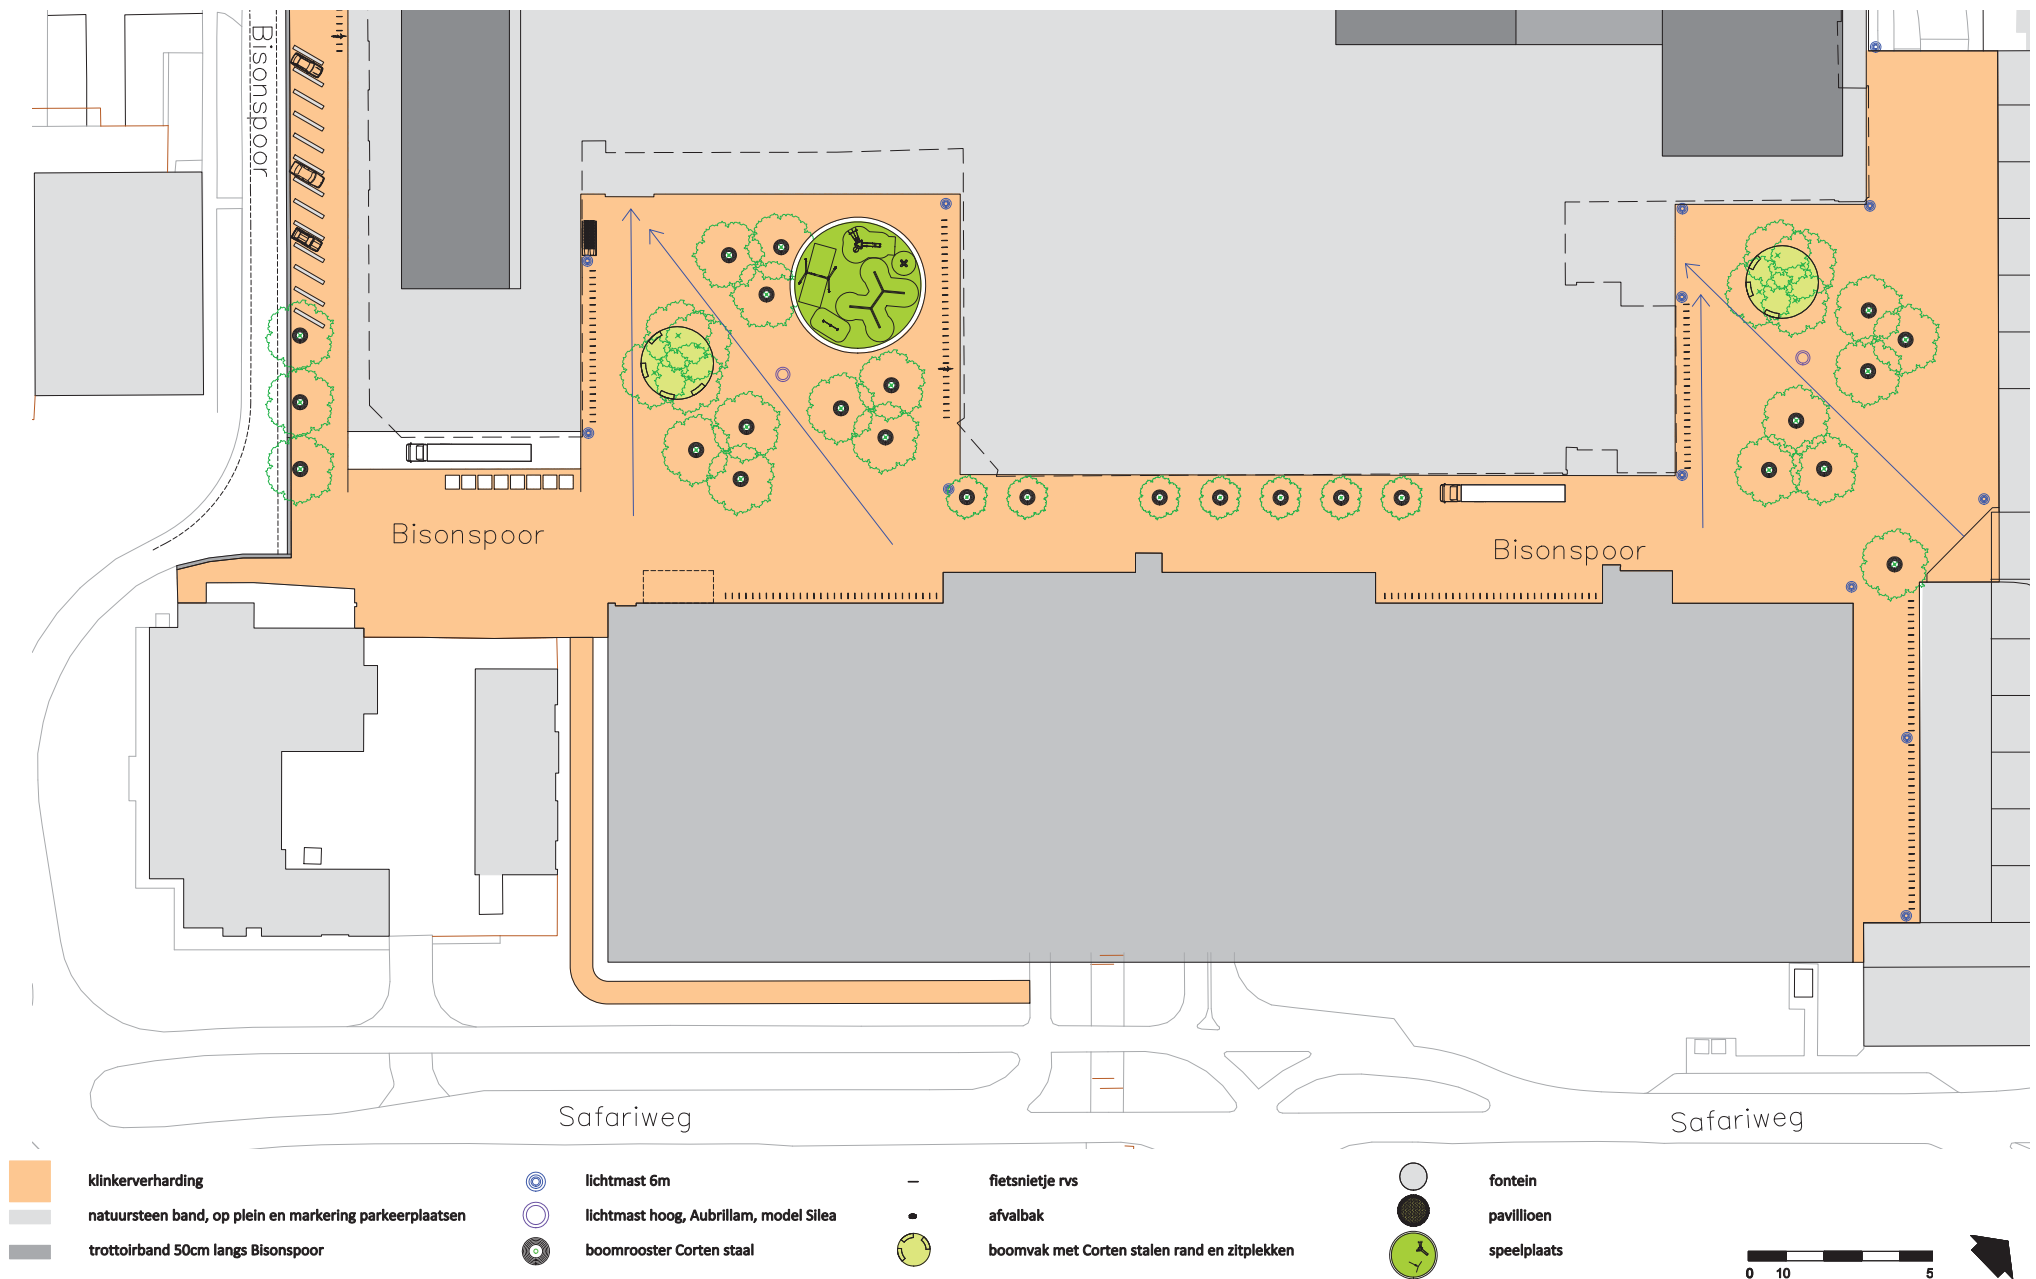 Bisonspoor
Bisonspoor
Bisonspoor
Safariweg
Safariweg
klinkerverharding
natuursteen band, op plein en markering parkeerplaatsen
trottoirband 50cm langs Bisonspoor
lichtmast 6m
lichtmast hoog, Aubrillam, model Silea
boomrooster Corten staal
fietsnietje rvs
afvalbak
boomvak met Corten stalen rand en zitplekken
fontein
pavillioen
speelplaats
0 10 5